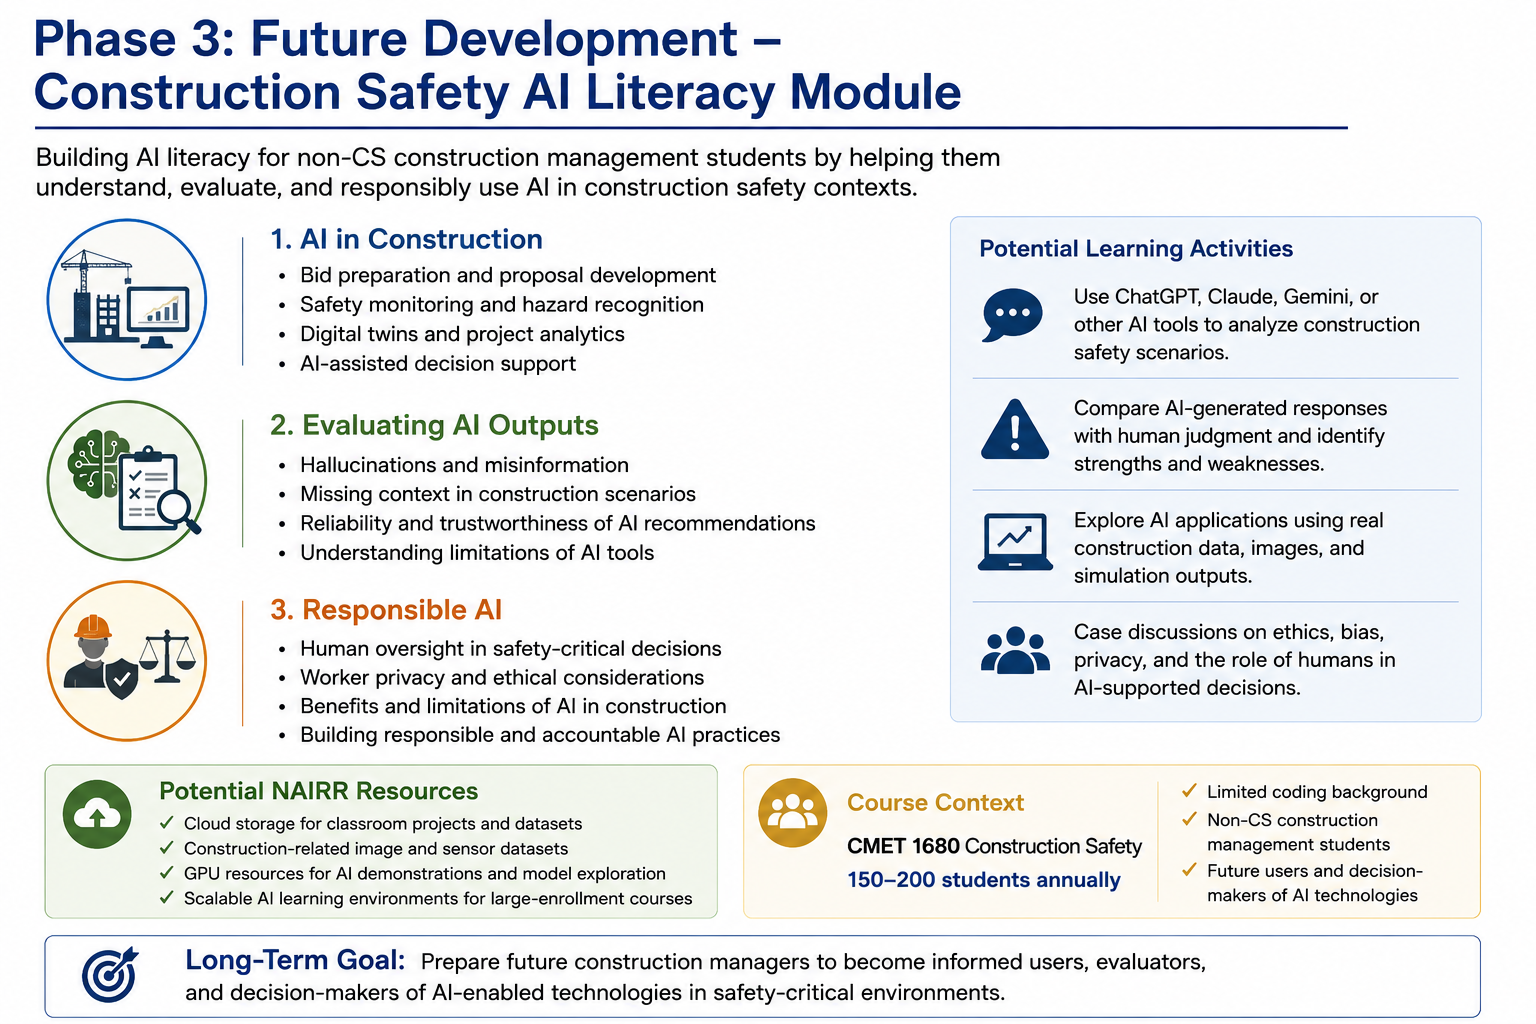 Phase 3: Future Development –
Construction Safety AI Literacy Module
Building AI literacy for non-CS construction management students by helping them
understand, evaluate, and responsibly use AI in construction safety contexts.
1. AI in Construction
• Bid preparation and proposal development
• Safety monitoring and hazard recognition
• Digital twins and project analytics
• AI-assisted decision support
2. Evaluating AI Outputs
• Hallucinations and misinformation
• Missing context in construction scenarios
• Reliability and trustworthiness of AI recommendations
• Understanding limitations of AI tools
3. Responsible AI
• Human oversight in safety-critical decisions
• Worker privacy and ethical considerations
• Benefits and limitations of AI in construction
• Building responsible and accountable AI practices
Potential Learning Activities
Use ChatGPT, Claude, Gemini, or
other AI tools to analyze construction
safety scenarios.
Compare AI-generated responses
with human judgment and identify
strengths and weaknesses.
Explore AI applications using real
construction data, images, and
simulation outputs.
Case discussions on ethics, bias,
privacy, and the role of humans in
AI-supported decisions.
Potential NAIRR Resources
✓ Cloud storage for classroom projects and datasets
✓ Construction-related image and sensor datasets
✓ GPU resources for AI demonstrations and model exploration
✓ Scalable AI learning environments for large-enrollment courses
Course Context
CMET 1680 Construction Safety
150–200 students annually
✓ Limited coding background
✓ Non-CS construction
management students
✓ Future users and decision-
makers of AI technologies
Long-Term Goal: Prepare future construction managers to become informed users, evaluators,
and decision-makers of AI-enabled technologies in safety-critical environments.